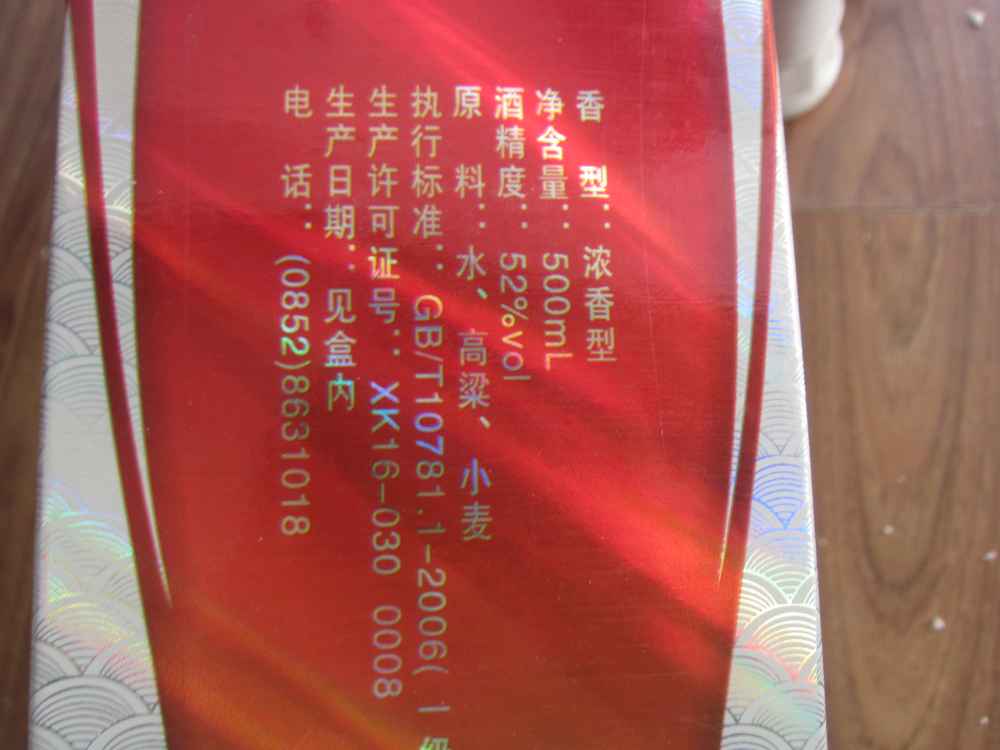 香型：浓香型
净含量：500mL
酒精度：52%vol
原料：水、高粱、小麦
执行标准：GB/T10781.1-2006(1级
生产许可证号：XK16-030 0008
生产日期：见盒内
电话：(0852)8631018